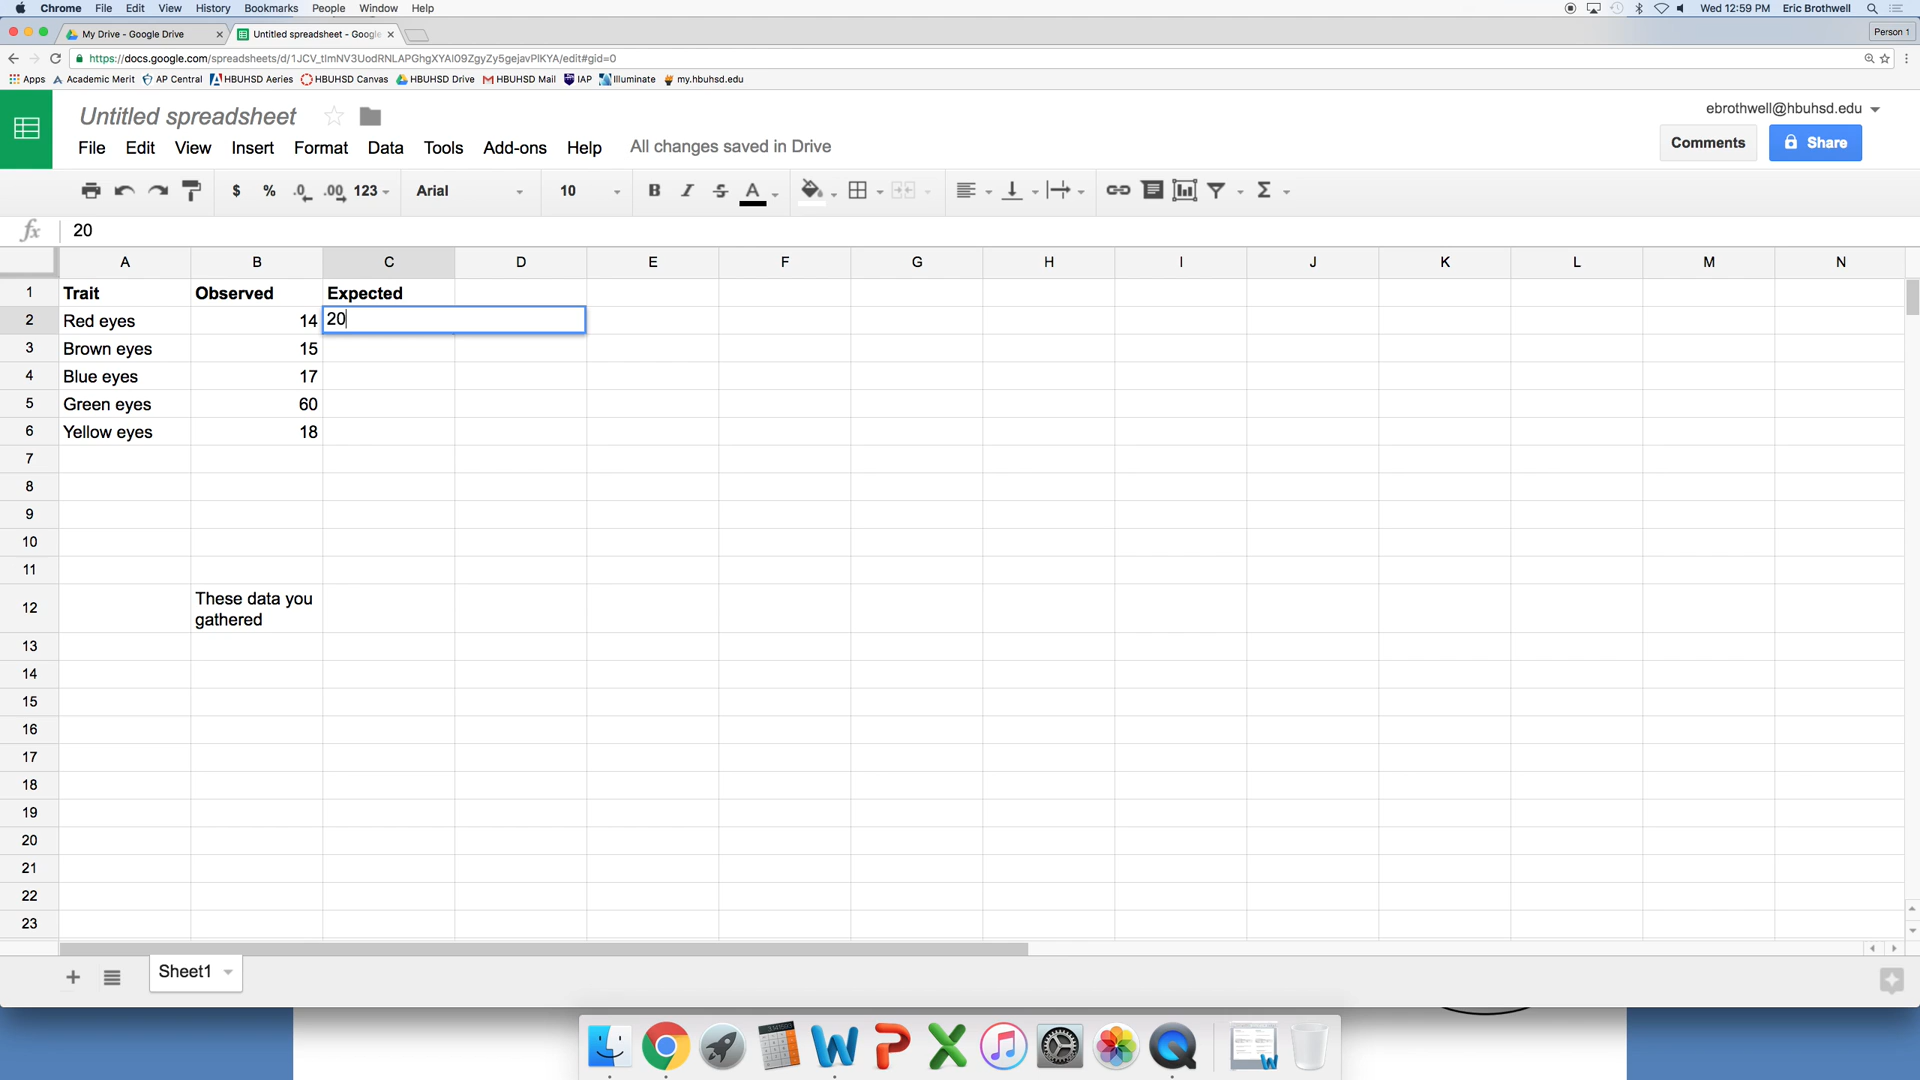 Chrome File Edit View History Bookmarks People Window Help Wed 12:59 PM Eric Brothwell
My Drive - Google Drive Untitled spreadsheet - Google Person 1
https://docs.google.com/spreadsheets/d/
Apps Academic Merit AP Central HBUHSD Aeries HBUHSD Canvas HBUHSD Drive HBUHSD Mail IAP Illuminate my.hbuhsd.edu
Untitled spreadsheet ebrothwell@hbuhsd.edu
File Edit View Insert Format Data Tools Add-ons Help All changes saved in Drive Comments Share
$ % .0 .00 123 Arial 10 B I S A Σ
fx 20
A B C D E F G H I J K L M N
1 Trait Observed Expected
2 Red eyes 14 20
3 Brown eyes 15
4 Blue eyes 17
5 Green eyes 60
6 Yellow eyes 18
7
8
9
10
11
12 These data you
gathered
13
14
15
16
17
18
19
20
21
22
23
Sheet1